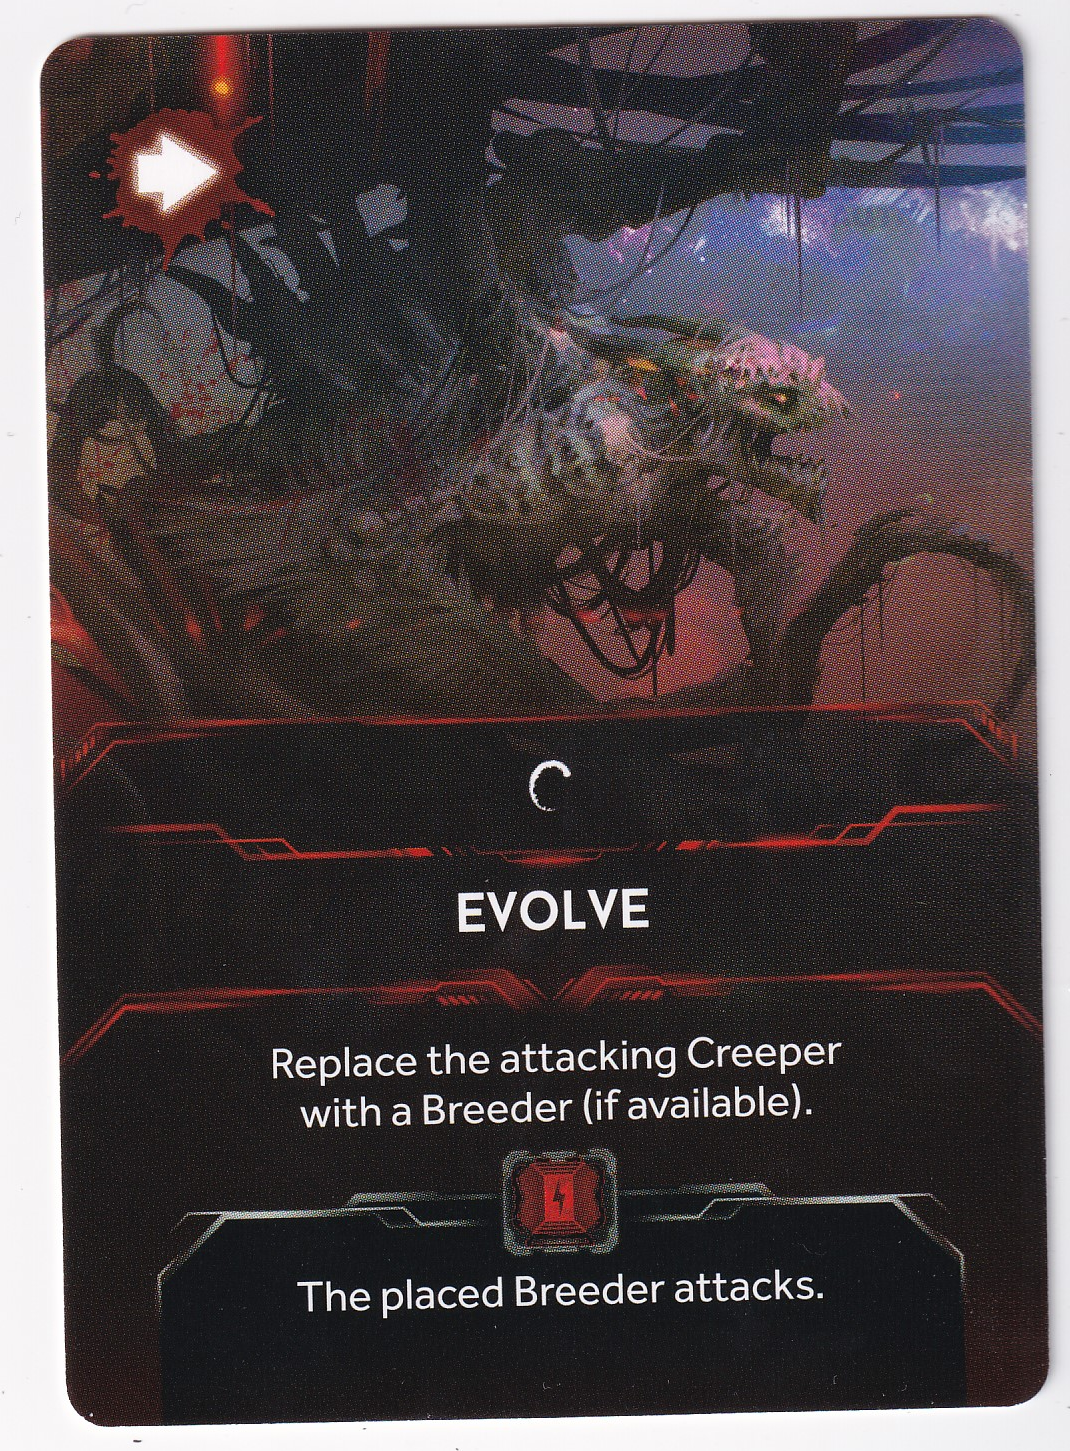 EVOLVE
Replace the attacking Creeper
with a Breeder (if available).
The placed Breeder attacks.